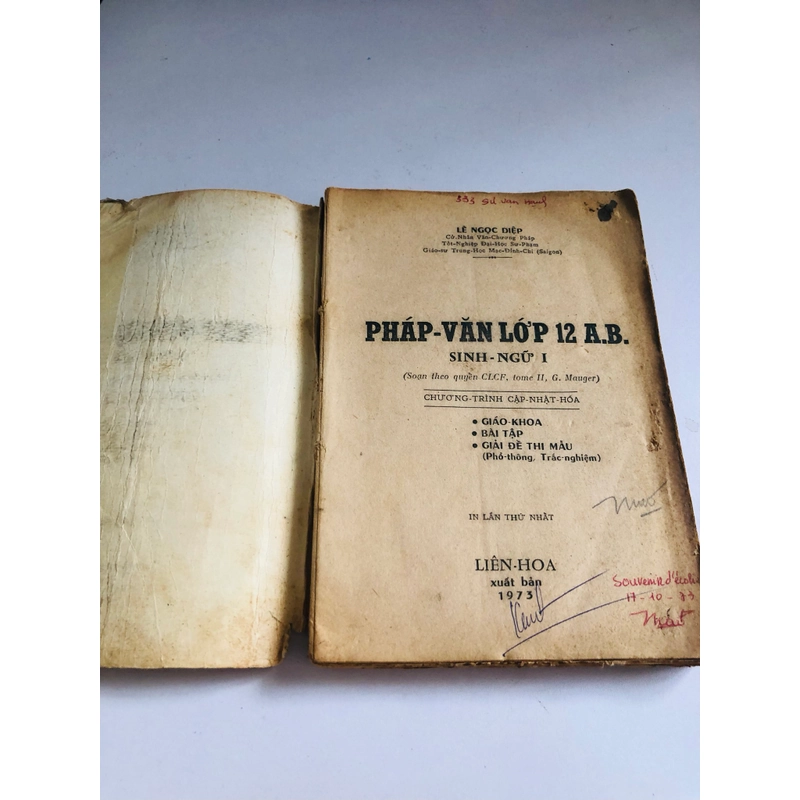 LÊ NGỌC DIỆP
Cử-Nhân Văn-Chương Pháp
Tốt-Nghiệp Đại-Học Sư-Phạm
Giáo-sư Trung-Học Mạc-Đĩnh-Chi (Saigon)
PHÁP-VĂN LỚP 12 A.B.
SINH-NGỮ I
(Soạn theo quyển CLCF, tome II, G. Mauger)
CHƯƠNG-TRÌNH CẬP-NHẬT-HÓA
• GIÁO-KHOA
• BÀI TẬP
• GIẢI ĐỀ THI MẪU
(Phổ-thông, Trắc-nghiệm)
IN LẦN THỨ NHẤT
LIÊN-HOA
xuất bản
1973
Souvenir d'écolier
17-10-73